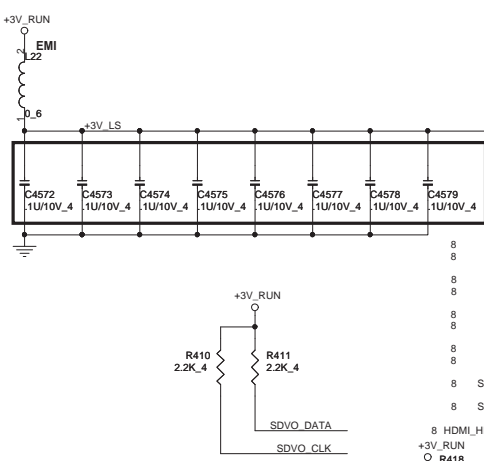 +3V_RUN
EMI
2
L22
1
0_6
+3V_LS
C4572 C4573 C4574 C4575 C4576 C4577 C4578 C4579
.1U/10V_4 .1U/10V_4 .1U/10V_4 .1U/10V_4 .1U/10V_4 .1U/10V_4 .1U/10V_4 .1U/10V_4
8
8
8
8
8
8
8
8
8 S
8 S
8 HDMI_H
+3V_RUN
R418
+3V_RUN
R410 R411
2.2K_4 2.2K_4
SDVO_DATA
SDVO_CLK